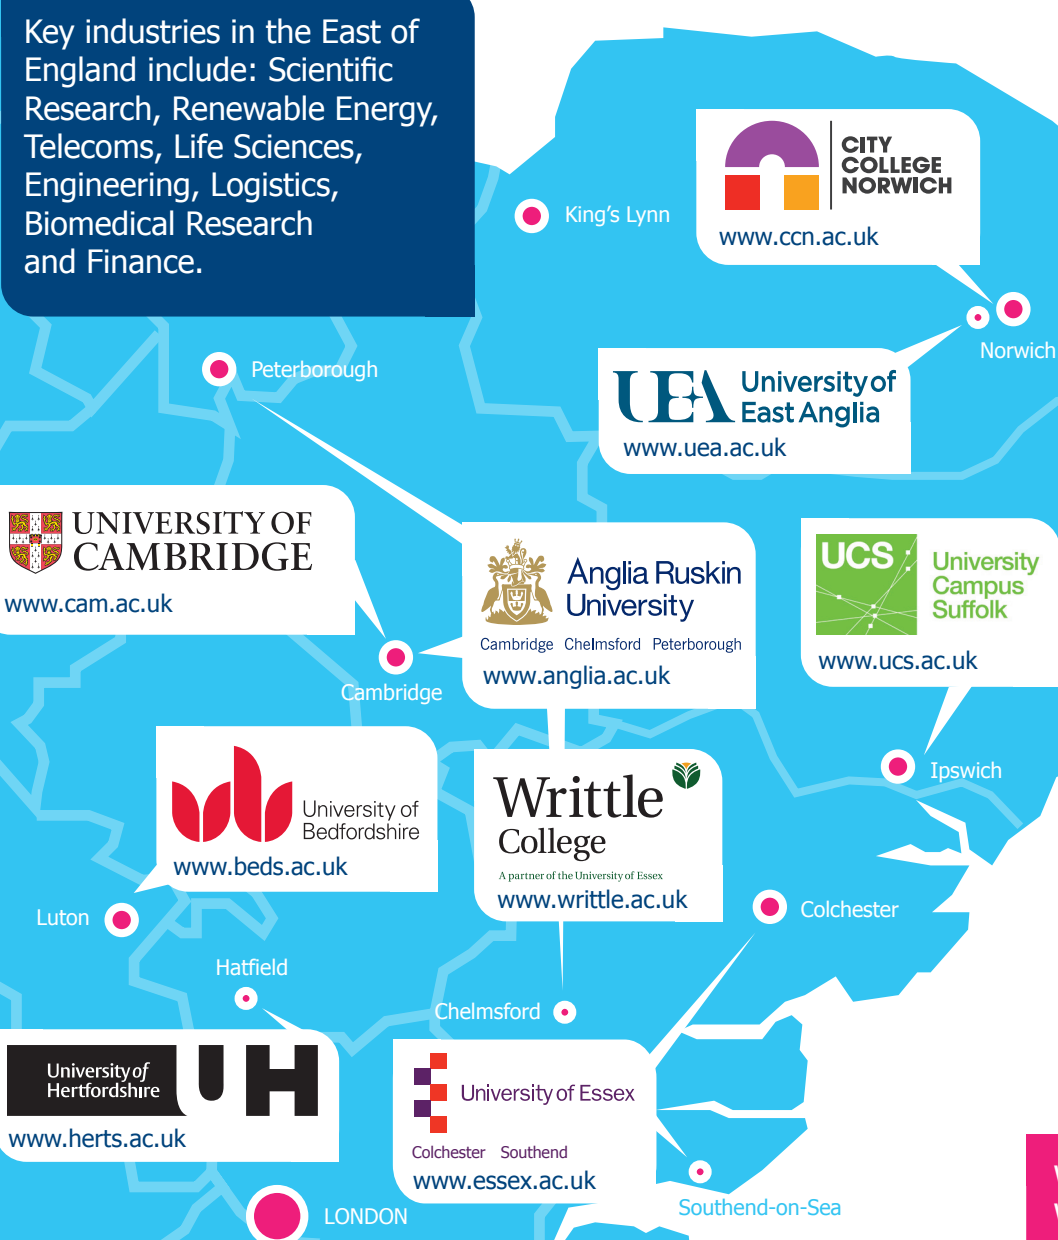 Key industries in the East of
England include: Scientific
Research, Renewable Energy,
Telecoms, Life Sciences,
Engineering, Logistics,
Biomedical Research
and Finance.
CITY
COLLEGE
NORWICH
www.ccn.ac.uk
King's Lynn
Norwich
Peterborough
UEA University of
East Anglia
www.uea.ac.uk
UNIVERSITY OF
CAMBRIDGE
www.cam.ac.uk
Anglia Ruskin
University
Cambridge Chelmsford Peterborough
www.anglia.ac.uk
UCS
University
Campus
Suffolk
www.ucs.ac.uk
Cambridge
Ipswich
University of
Bedfordshire
www.beds.ac.uk
Writtle
College
A partner of the University of Essex
www.writtle.ac.uk
Luton
Colchester
Hatfield
Chelmsford
University of
Hertfordshire
UH
www.herts.ac.uk
University of Essex
Colchester Southend
www.essex.ac.uk
Southend-on-Sea
LONDON